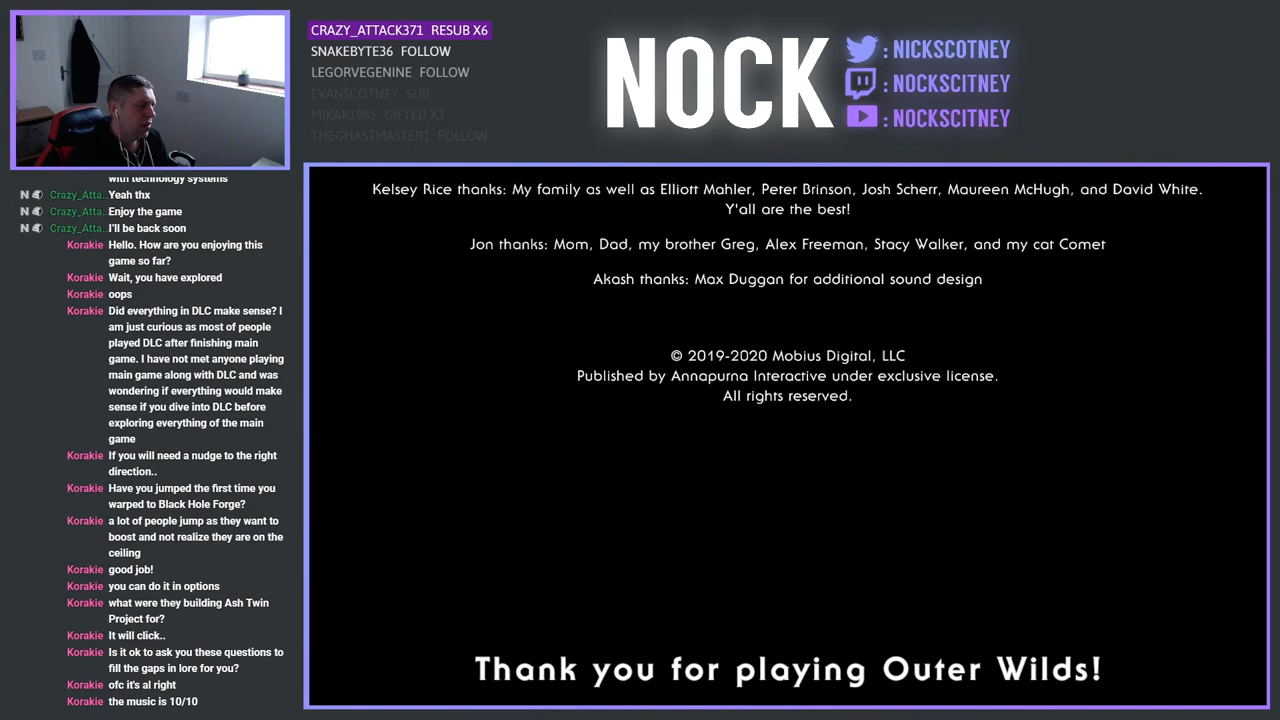 CRAZY_ATTACK371 RESUB X6
SNAKEBYTE36 FOLLOW
LEGORVEGENINE FOLLOW
EVANSCOTNEY SUB
MIKAK1985 GIFTED X1
THEGHASTMASTER1 FOLLOW
NOCK
: NICKSCOTNEY
: NOCKSCITNEY
: NOCKSCITNEY
with technology systems
Crazy_Atta.. Yeah thx
Crazy_Atta.. Enjoy the game
Crazy_Atta.. I'll be back soon
Korakie Hello. How are you enjoying this
game so far?
Korakie Wait, you have explored
Korakie oops
Korakie Did everything in DLC make sense? I
am just curious as most of people
played DLC after finishing main
game. I have not met anyone playing
main game along with DLC and was
wondering if everything would make
sense if you dive into DLC before
exploring everything of the main
game
Korakie If you will need a nudge to the right
direction..
Korakie Have you jumped the first time you
warped to Black Hole Forge?
Korakie a lot of people jump as they want to
boost and not realize they are on the
ceiling
Korakie good job!
Korakie you can do it in options
Korakie what were they building Ash Twin
Project for?
Korakie It will click..
Korakie Is it ok to ask you these questions to
fill the gaps in lore for you?
Korakie ofc it's al right
Korakie the music is 10/10
Kelsey Rice thanks: My family as well as Elliott Mahler, Peter Brinson, Josh Scherr, Maureen McHugh, and David White.
Y'all are the best!
Jon thanks: Mom, Dad, my brother Greg, Alex Freeman, Stacy Walker, and my cat Comet
Akash thanks: Max Duggan for additional sound design
© 2019-2020 Mobius Digital, LLC
Published by Annapurna Interactive under exclusive license.
All rights reserved.
Thank you for playing Outer Wilds!